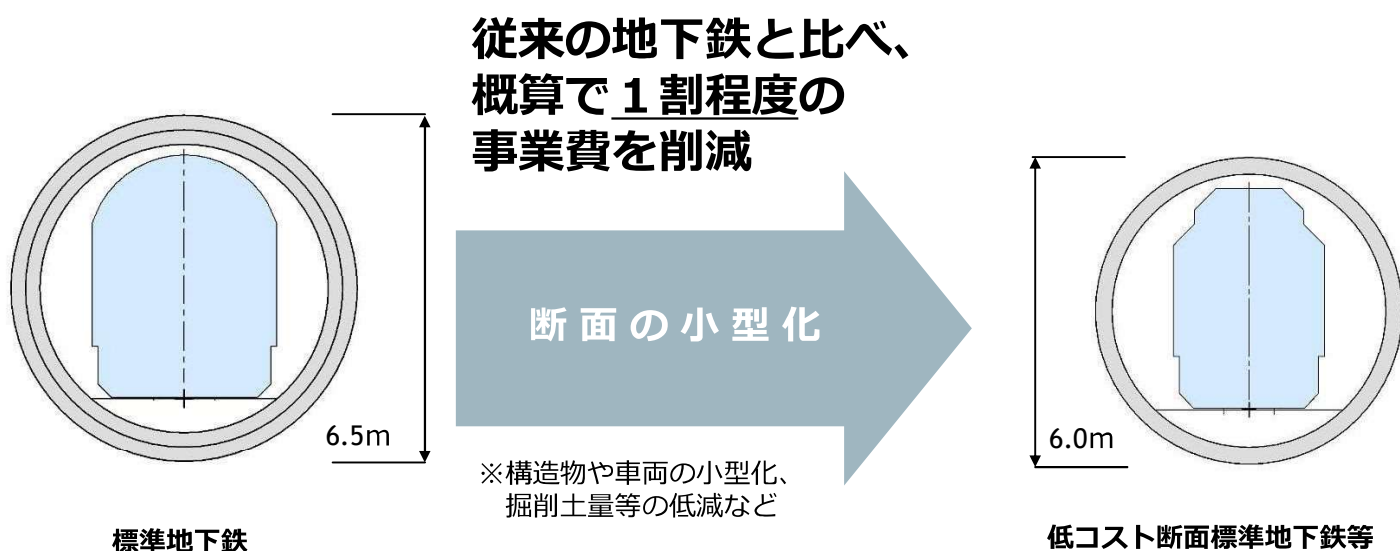 従来の地下鉄と比べ、
概算で１割程度の
事業費を削減
断面の小型化
6.5m
6.0m
※構造物や車両の小型化、
掘削土量等の低減など
標準地下鉄
低コスト断面標準地下鉄等